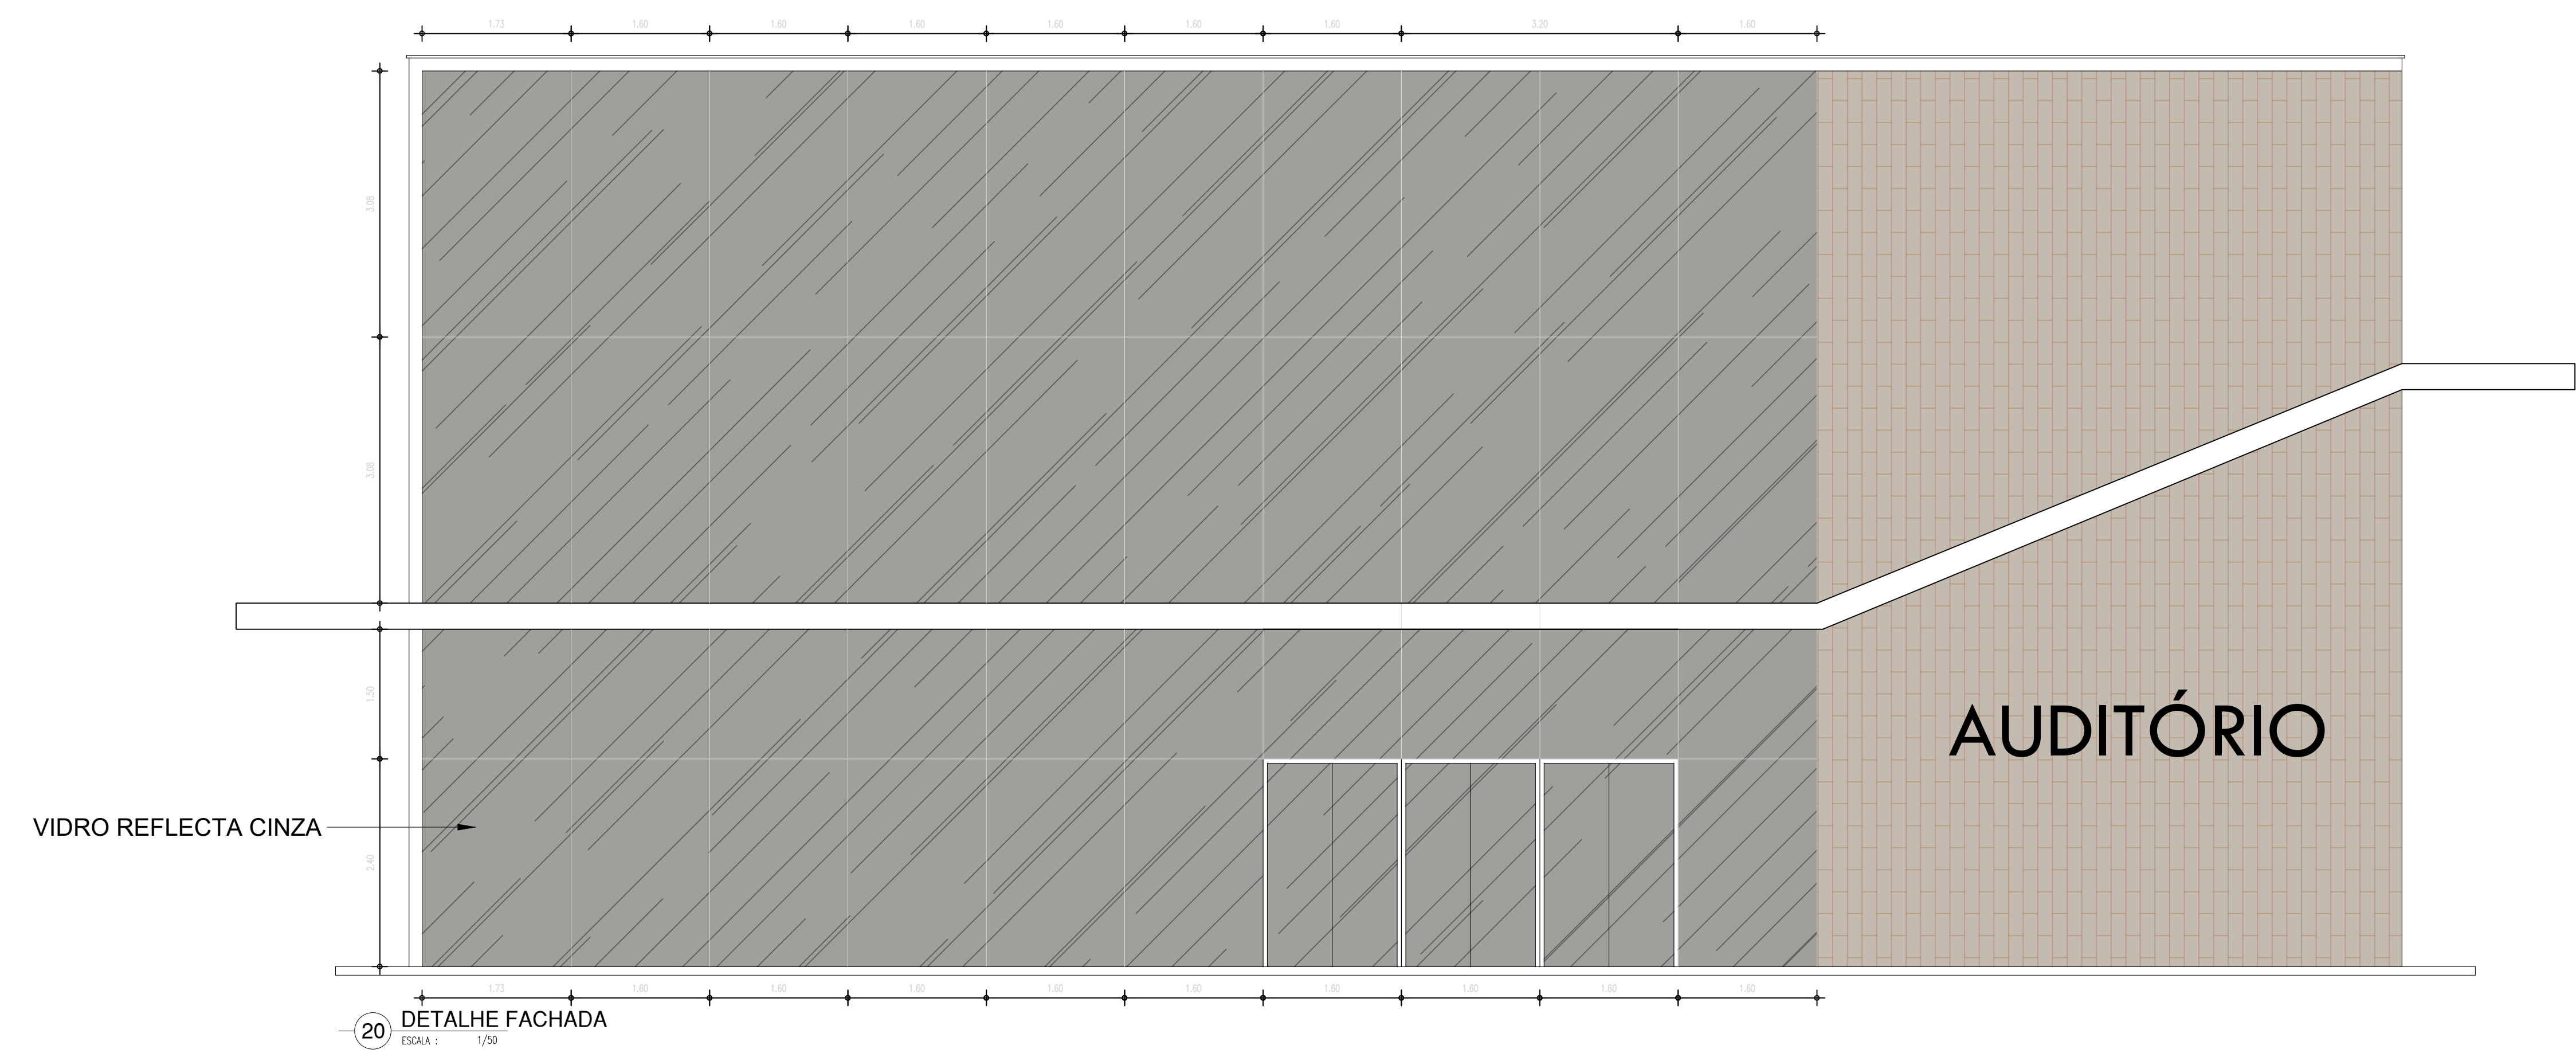 1.73 1.60 1.60 1.60 1.60 1.60 1.60 3.20 1.60
3.08
3.08
1.50
AUDITÓRIO
VIDRO REFLECTA CINZA
2.40
1.73 1.60 1.60 1.60 1.60 1.60 1.60 1.60 1.60 1.60
20 DETALHE FACHADA
ESCALA : 1/50